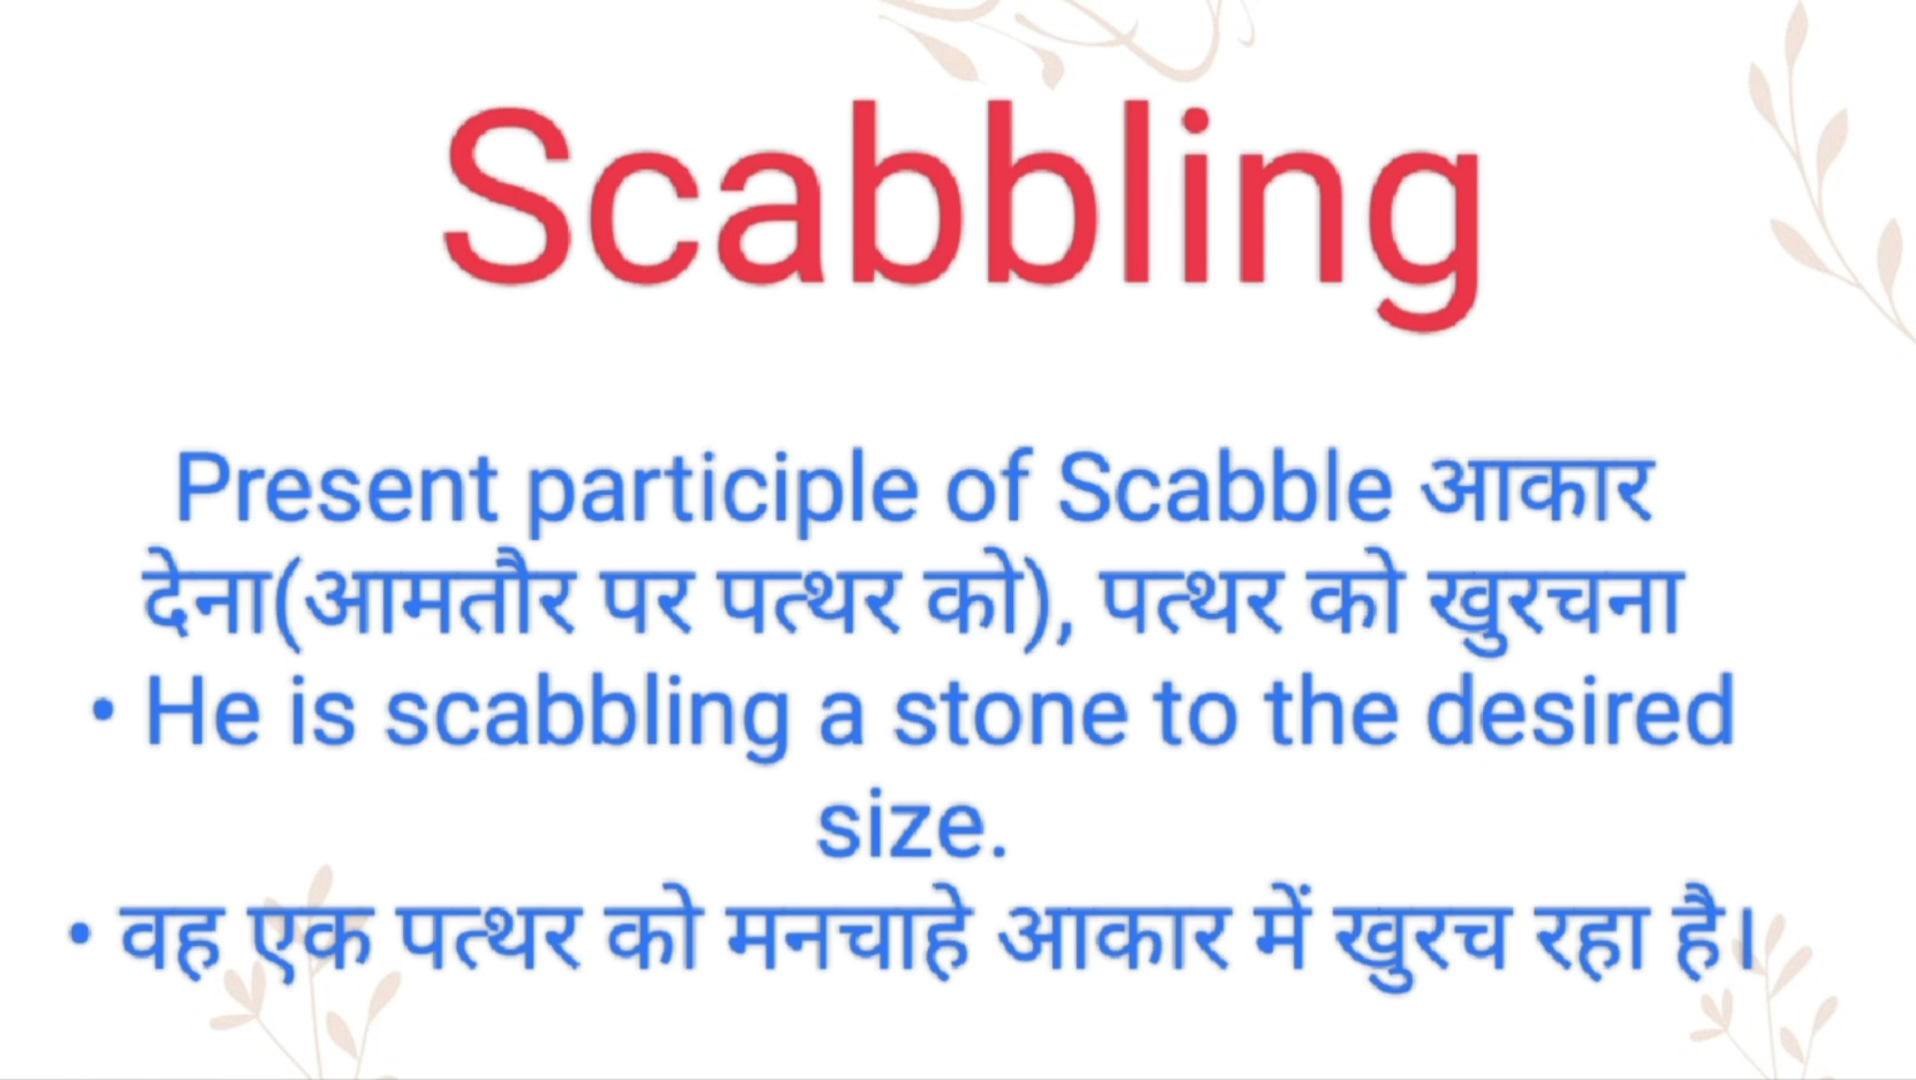 Scabbling
Present participle of Scabble आकार
देना(आमतौर पर पत्थर को), पत्थर को खुरचना
• He is scabbling a stone to the desired
size.
• वह एक पत्थर को मनचाहे आकार में खुरच रहा है।